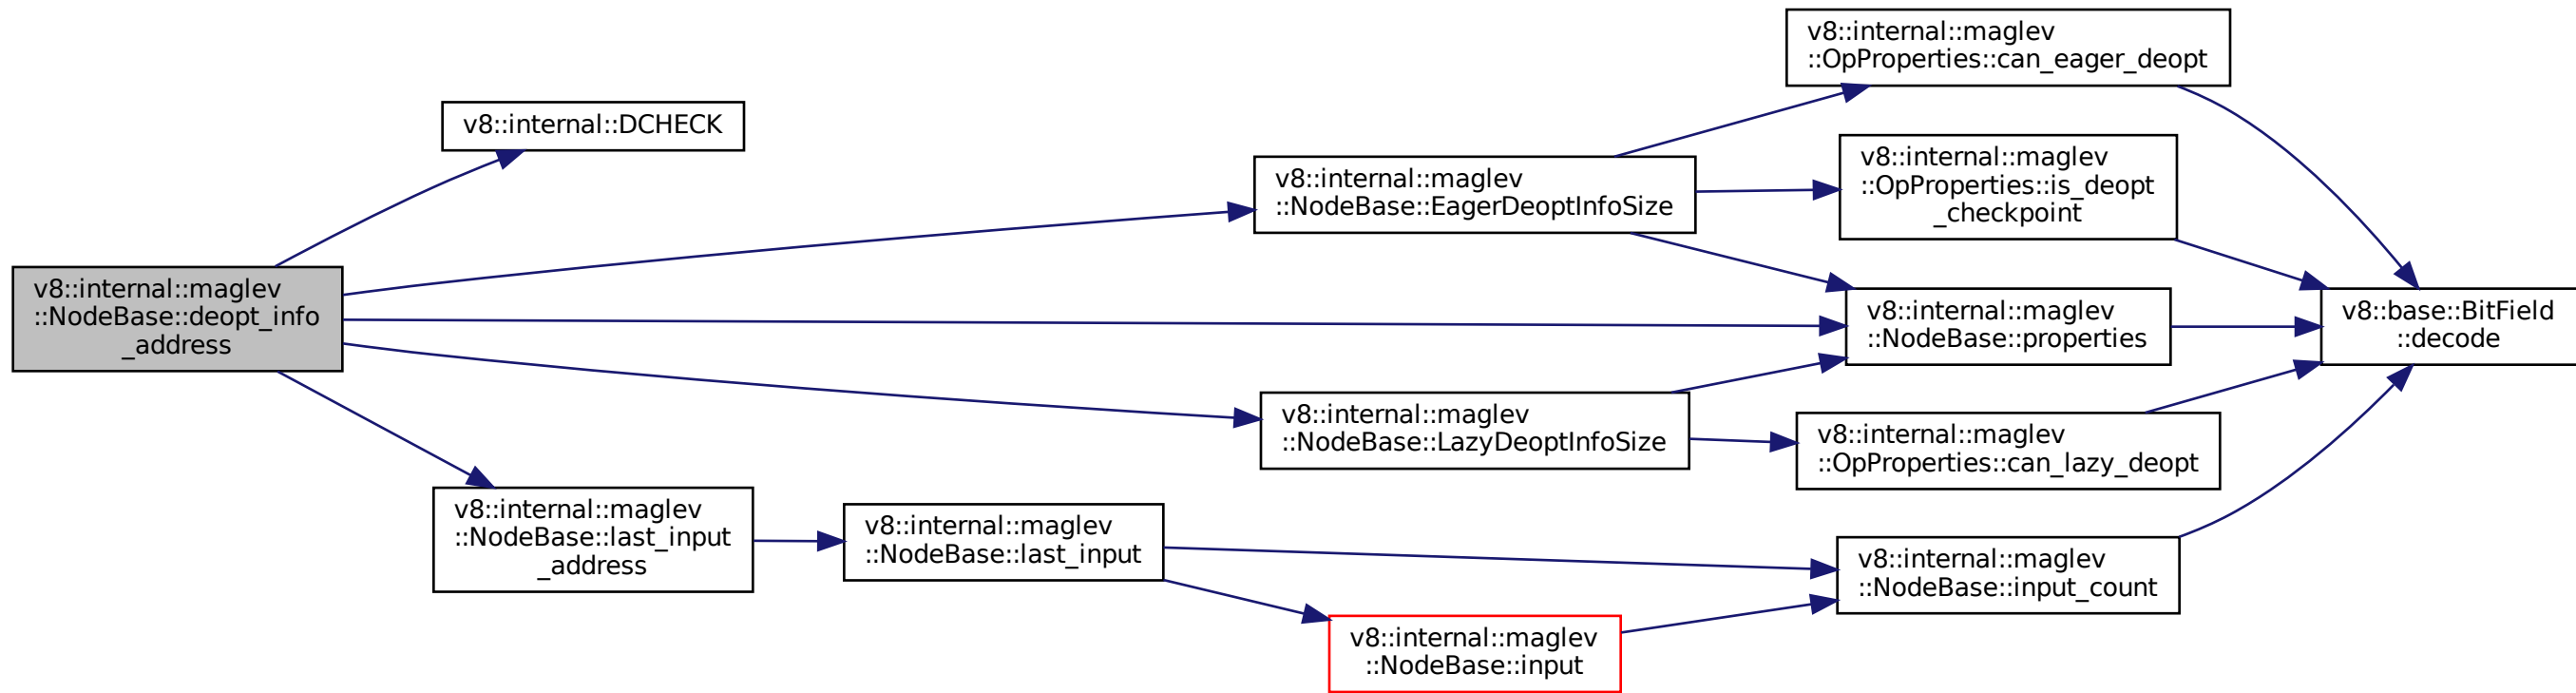 v8::internal::maglev
::NodeBase::deopt_info
_address
v8::internal::DCHECK
v8::internal::maglev
::NodeBase::EagerDeoptInfoSize
v8::internal::maglev
::OpProperties::can_eager_deopt
v8::internal::maglev
::OpProperties::is_deopt
_checkpoint
v8::internal::maglev
::NodeBase::properties
v8::base::BitField
::decode
v8::internal::maglev
::NodeBase::LazyDeoptInfoSize
v8::internal::maglev
::OpProperties::can_lazy_deopt
v8::internal::maglev
::NodeBase::last_input
_address
v8::internal::maglev
::NodeBase::last_input
v8::internal::maglev
::NodeBase::input_count
v8::internal::maglev
::NodeBase::input